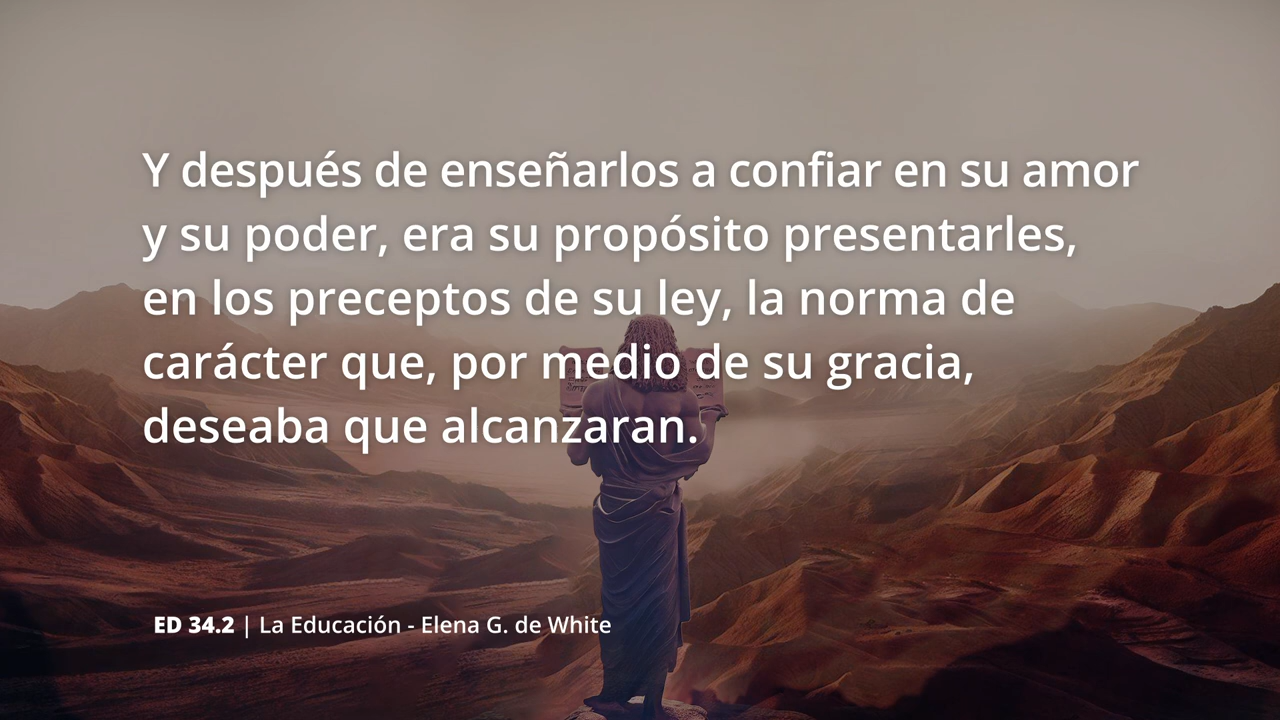 Y después de enseñarlos a confiar en su amor
y su poder, era su propósito presentarles,
en los preceptos de su ley, la norma de
carácter que, por medio de su gracia,
deseaba que alcanzaran.
ED 34.2 | La Educación - Elena G. de White